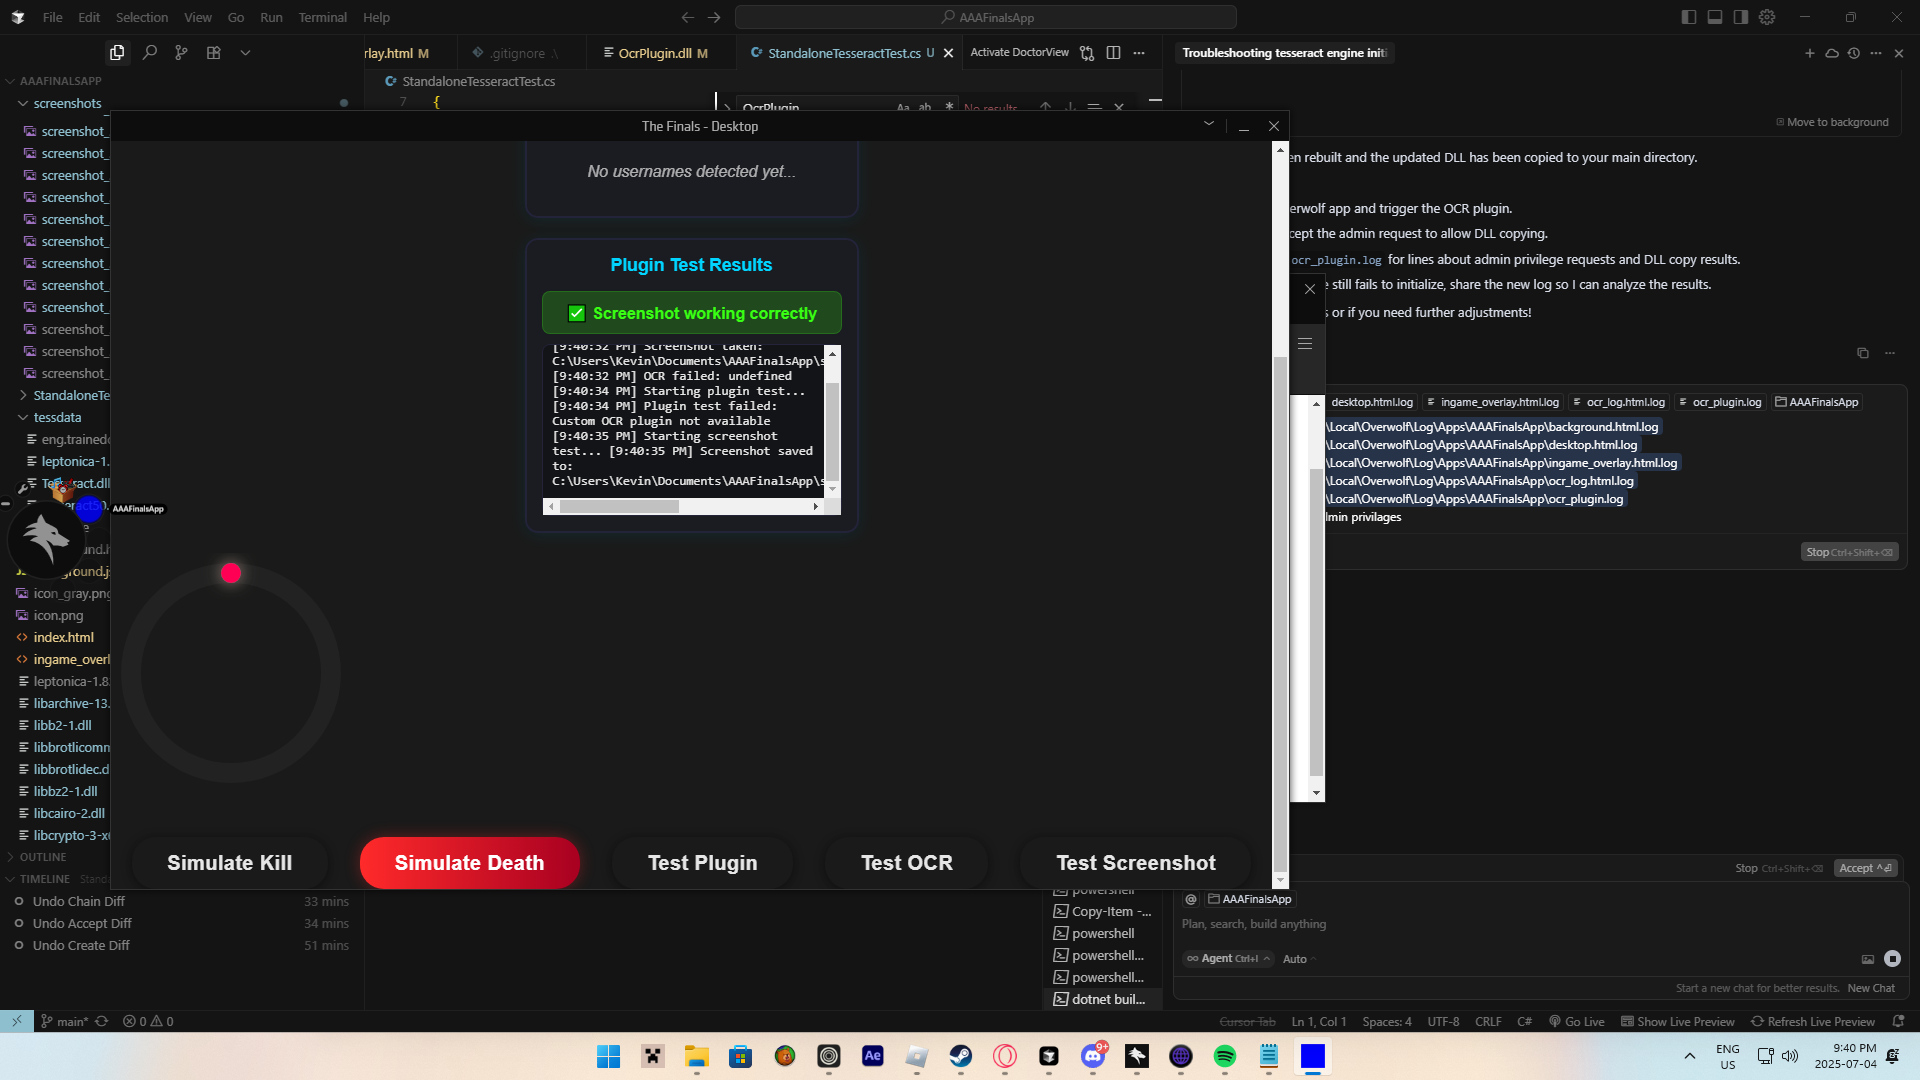 File Edit Selection View Go Run Terminal Help
AAAFinalsApp
rlay.html M
.gitignore
OcrPlugin.dll M
StandaloneTesseractTest.cs U
Activate DoctorView
Troubleshooting tesseract engine initi
AAAFINALSAPP
StandaloneTesseractTest.cs
screenshots
7 {
OcrPlugin
Aa ab * No results
screenshot_
screenshot_
screenshot_
screenshot_
screenshot_
screenshot_
screenshot_
screenshot_
screenshot_
screenshot_
screenshot_
screenshot_
StandaloneTe
tessdata
eng.trainedd
leptonica-1.
icon_gray.png
icon.png
index.html
ingame_overl
leptonica-1.8
libarchive-13.
libb2-1.dll
libbrotlicomm
libbrotlidec.d
libbz2-1.dll
libcairo-2.dll
libcrypto-3-x
OUTLINE
TIMELINE Standa
Undo Chain Diff 33 mins
Undo Accept Diff 34 mins
Undo Create Diff 51 mins
AAAFinalsApp
The Finals - Desktop
No usernames detected yet...
Plugin Test Results
Screenshot working correctly
[9:40:32 PM] Screenshot taken:
C:\Users\Kevin\Documents\AAAFinalsApp\s
[9:40:32 PM] OCR failed: undefined
[9:40:34 PM] Starting plugin test...
[9:40:34 PM] Plugin test failed:
Custom OCR plugin not available
[9:40:35 PM] Starting screenshot
test... [9:40:35 PM] Screenshot saved
to:
C:\Users\Kevin\Documents\AAAFinalsApp\s
Simulate Kill
Simulate Death
Test Plugin
Test OCR
Test Screenshot
powershell
Copy-Item -...
powershell
powershell...
powershell...
dotnet buil...
Move to background
en rebuilt and the updated DLL has been copied to your main directory.
erwolf app and trigger the OCR plugin.
cept the admin request to allow DLL copying.
ocr_plugin.log for lines about admin privilege requests and DLL copy results.
e still fails to initialize, share the new log so I can analyze the results.
s or if you need further adjustments!
desktop.html.log
ingame_overlay.html.log
ocr_log.html.log
ocr_plugin.log
AAAFinalsApp
\Local\Overwolf\Log\Apps\AAAFinalsApp\background.html.log
\Local\Overwolf\Log\Apps\AAAFinalsApp\desktop.html.log
\Local\Overwolf\Log\Apps\AAAFinalsApp\ingame_overlay.html.log
\Local\Overwolf\Log\Apps\AAAFinalsApp\ocr_log.html.log
\Local\Overwolf\Log\Apps\AAAFinalsApp\ocr_plugin.log
dmin privilages
Stop Ctrl+Shift+⌫
Stop Ctrl+Shift+⌫ Accept ^⏎
@ AAAFinalsApp
Plan, search, build anything
Agent Ctrl+I Auto
Start a new chat for better results. New Chat
main* 0 0
Cursor Tab Ln 1, Col 1 Spaces: 4 UTF-8 CRLF C# Go Live Show Live Preview Refresh Live Preview
Ae
9+
ENG
US
9:40 PM
2025-07-04